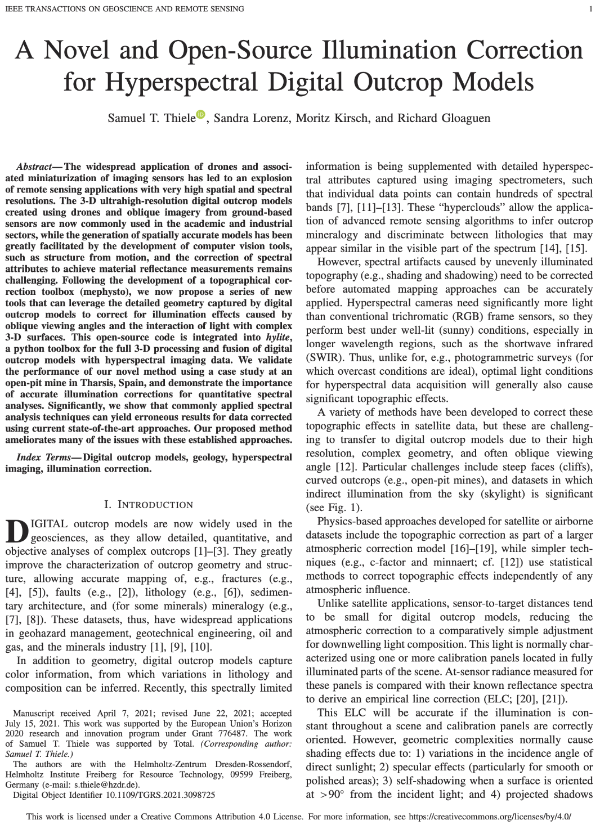 IEEE TRANSACTIONS ON GEOSCIENCE AND REMOTE SENSING
1
A Novel and Open-Source Illumination Correction
for Hyperspectral Digital Outcrop Models
Samuel T. Thiele, Sandra Lorenz, Moritz Kirsch, and Richard Gloaguen
Abstract—The widespread application of drones and associ-
ated miniaturization of imaging sensors has led to an explosion
of remote sensing applications with very high spatial and spectral
resolutions. The 3-D ultrahigh-resolution digital outcrop models
created using drones and oblique imagery from ground-based
sensors are now commonly used in the academic and industrial
sectors, while the generation of spatially accurate models has been
greatly facilitated by the development of computer vision tools,
such as structure from motion, and the correction of spectral
attributes to achieve material reflectance measurements remains
challenging. Following the development of a topographical cor-
rection toolbox (mephysto), we now propose a series of new
tools that can leverage the detailed geometry captured by digital
outcrop models to correct for illumination effects caused by
oblique viewing angles and the interaction of light with complex
3-D surfaces. This open-source code is integrated into hylite,
a python toolbox for the full 3-D processing and fusion of digital
outcrop models with hyperspectral imaging data. We validate
the performance of our novel method using a case study at an
open-pit mine in Tharsis, Spain, and demonstrate the importance
of accurate illumination corrections for quantitative spectral
analyses. Significantly, we show that commonly applied spectral
analysis techniques can yield erroneous results for data corrected
using current state-of-the-art approaches. Our proposed method
ameliorates many of the issues with these established approaches.
Index Terms—Digital outcrop models, geology, hyperspectral
imaging, illumination correction.
I. INTRODUCTION
DIGITAL outcrop models are now widely used in the
geosciences, as they allow detailed, quantitative, and
objective analyses of complex outcrops [1]–[3]. They greatly
improve the characterization of outcrop geometry and struc-
ture, allowing accurate mapping of, e.g., fractures (e.g.,
[4], [5]), faults (e.g., [2]), lithology (e.g., [6]), sedimen-
tary architecture, and (for some minerals) mineralogy (e.g.,
[7], [8]). These datasets, thus, have widespread applications
in geohazard management, geotechnical engineering, oil and
gas, and the minerals industry [1], [9], [10].
In addition to geometry, digital outcrop models capture
color information, from which variations in lithology and
composition can be inferred. Recently, this spectrally limited
Manuscript received April 7, 2021; revised June 22, 2021; accepted
July 15, 2021. This work was supported by the European Union's Horizon
2020 research and innovation program under Grant 776487. The work
of Samuel T. Thiele was supported by Total. (Corresponding author:
Samuel T. Thiele.)
The authors are with the Helmholtz-Zentrum Dresden-Rossendorf,
Helmholtz Institute Freiberg for Resource Technology, 09599 Freiberg,
Germany (e-mail: s.thiele@hzdr.de).
Digital Object Identifier 10.1109/TGRS.2021.3098725
information is being supplemented with detailed hyperspec-
tral attributes captured using imaging spectrometers, such
that individual data points can contain hundreds of spectral
bands [7], [11]–[13]. These "hyperclouds" allow the applica-
tion of advanced remote sensing algorithms to infer outcrop
mineralogy and discriminate between lithologies that may
appear similar in the visible part of the spectrum [14], [15].
However, spectral artifacts caused by unevenly illuminated
topography (e.g., shading and shadowing) need to be corrected
before automated mapping approaches can be accurately
applied. Hyperspectral cameras need significantly more light
than conventional trichromatic (RGB) frame sensors, so they
perform best under well-lit (sunny) conditions, especially in
longer wavelength regions, such as the shortwave infrared
(SWIR). Thus, unlike for, e.g., photogrammetric surveys (for
which overcast conditions are ideal), optimal light conditions
for hyperspectral data acquisition will generally also cause
significant topographic effects.
A variety of methods have been developed to correct these
topographic effects in satellite data, but these are challeng-
ing to transfer to digital outcrop models due to their high
resolution, complex geometry, and often oblique viewing
angle [12]. Particular challenges include steep faces (cliffs),
curved outcrops (e.g., open-pit mines), and datasets in which
indirect illumination from the sky (skylight) is significant
(see Fig. 1).
Physics-based approaches developed for satellite or airborne
datasets include the topographic correction as part of a larger
atmospheric correction model [16]–[19], while simpler tech-
niques (e.g., c-factor and minnaert; cf. [12]) use statistical
methods to correct topographic effects independently of any
atmospheric influence.
Unlike satellite applications, sensor-to-target distances tend
to be small for digital outcrop models, reducing the
atmospheric correction to a comparatively simple adjustment
for downwelling light composition. This light is normally char-
acterized using one or more calibration panels located in fully
illuminated parts of the scene. At-sensor radiance measured for
these panels is compared with their known reflectance spectra
to derive an empirical line correction (ELC; [20], [21]).
This ELC will be accurate if the illumination is con-
stant throughout a scene and calibration panels are correctly
oriented. However, geometric complexities normally cause
shading effects due to: 1) variations in the incidence angle of
direct sunlight; 2) specular effects (particularly for smooth or
polished areas); 3) self-shadowing when a surface is oriented
at >90° from the incident light; and 4) projected shadows
This work is licensed under a Creative Commons Attribution 4.0 License. For more information, see https://creativecommons.org/licenses/by/4.0/